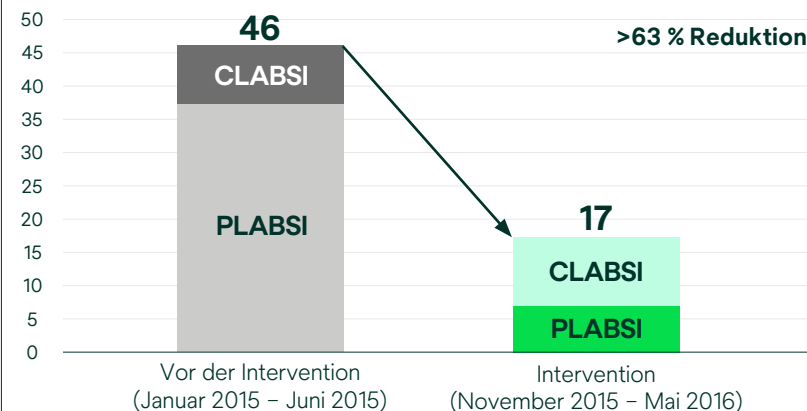 50
45
40
35
30
25
20
15
10
5
0
46
>63 % Reduktion
CLABSI
PLABSI
17
CLABSI
PLABSI
Vor der Intervention
(Januar 2015 – Juni 2015)
Intervention
(November 2015 – Mai 2016)